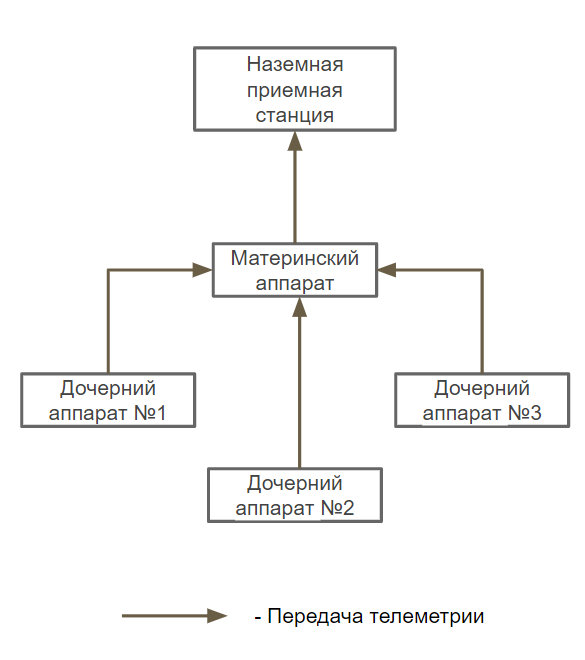 Наземная
приемная
станция
Материнский
аппарат
Дочерний
аппарат №1
Дочерний
аппарат №3
Дочерний
аппарат №2
- Передача телеметрии